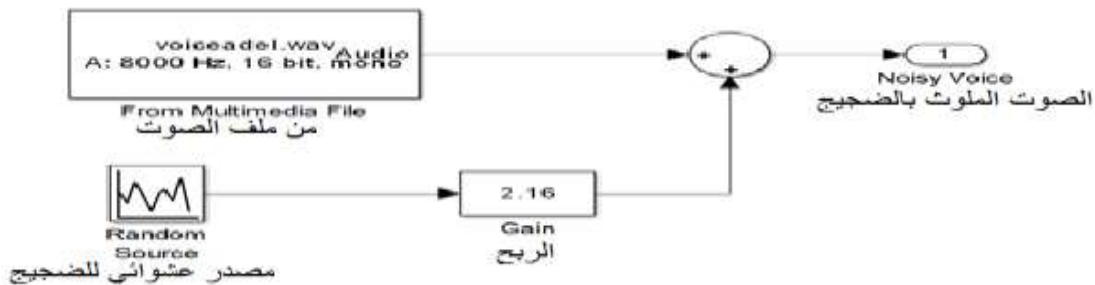 voiceadel.wav
Audio
A: 8000 Hz, 16 bit, mono
From Multimedia File
من ملف الصوت
1
Noisy Voice
الصوت الملوث بالضجيج
Random
Source
مصدر عشوائي للضجيج
2.16
Gain
الربح